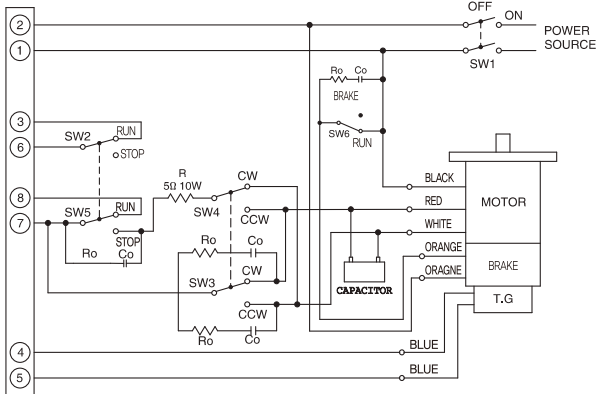 OFF
ON
2
POWER
SOURCE
1
SW1
Ro Co
BRAKE
3
SW2
RUN
SW6
RUN
6
STOP
R
5Ω 10W
CW
BLACK
8
RUN
RED
MOTOR
SW5
SW4
CCW
7
WHITE
STOP
Ro Co
Ro Co
ORANGE
BRAKE
CW
SW3
CAPACITOR
ORAGNE
T.G
CCW
Ro Co
4
BLUE
5
BLUE